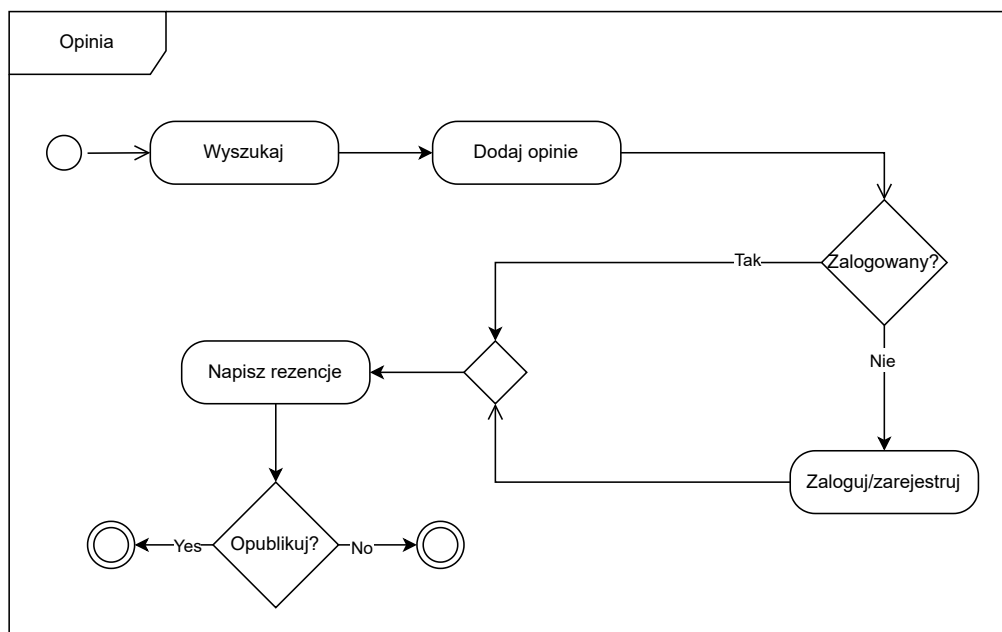 Opinia
Wyszukaj
Dodaj opinie
Zalogowany?
Tak
Nie
Napisz rezencje
Zaloguj/zarejestruj
Opublikuj?
Yes
No